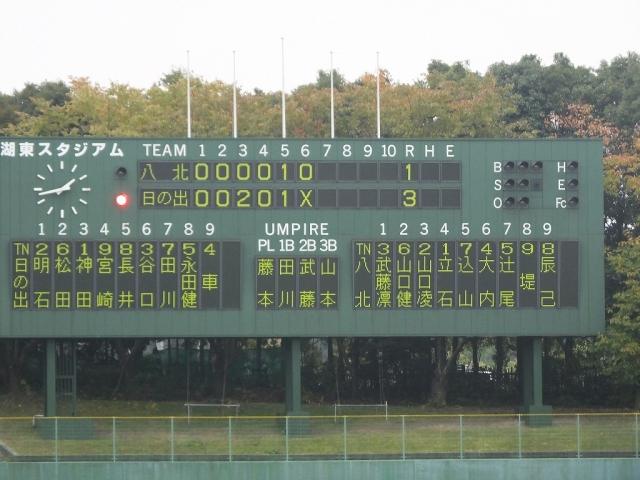 湖東スタジアム TEAM 1 2 3 4 5 6 7 8 9 10 R H E
八 北 0 0 0 0 1 0 1
日の出 0 0 2 0 1 X 3
B H
S E
O Fc
1 2 3 4 5 6 7 8 9 UMPIRE 1 2 3 4 5 6 7 8 9
PL 1B 2B 3B
TN 2 6 1 9 8 3 7 5 4 TN 3 6 2 1 5 4 7 9 8
日の出 明石 松田 神田 宮崎 長井 谷口 田川 永田健 車
藤本 田川 武藤 山本
八北 武藤凛 山口健 山口凌 立石 込山 大内 辻尾 堤 辰己